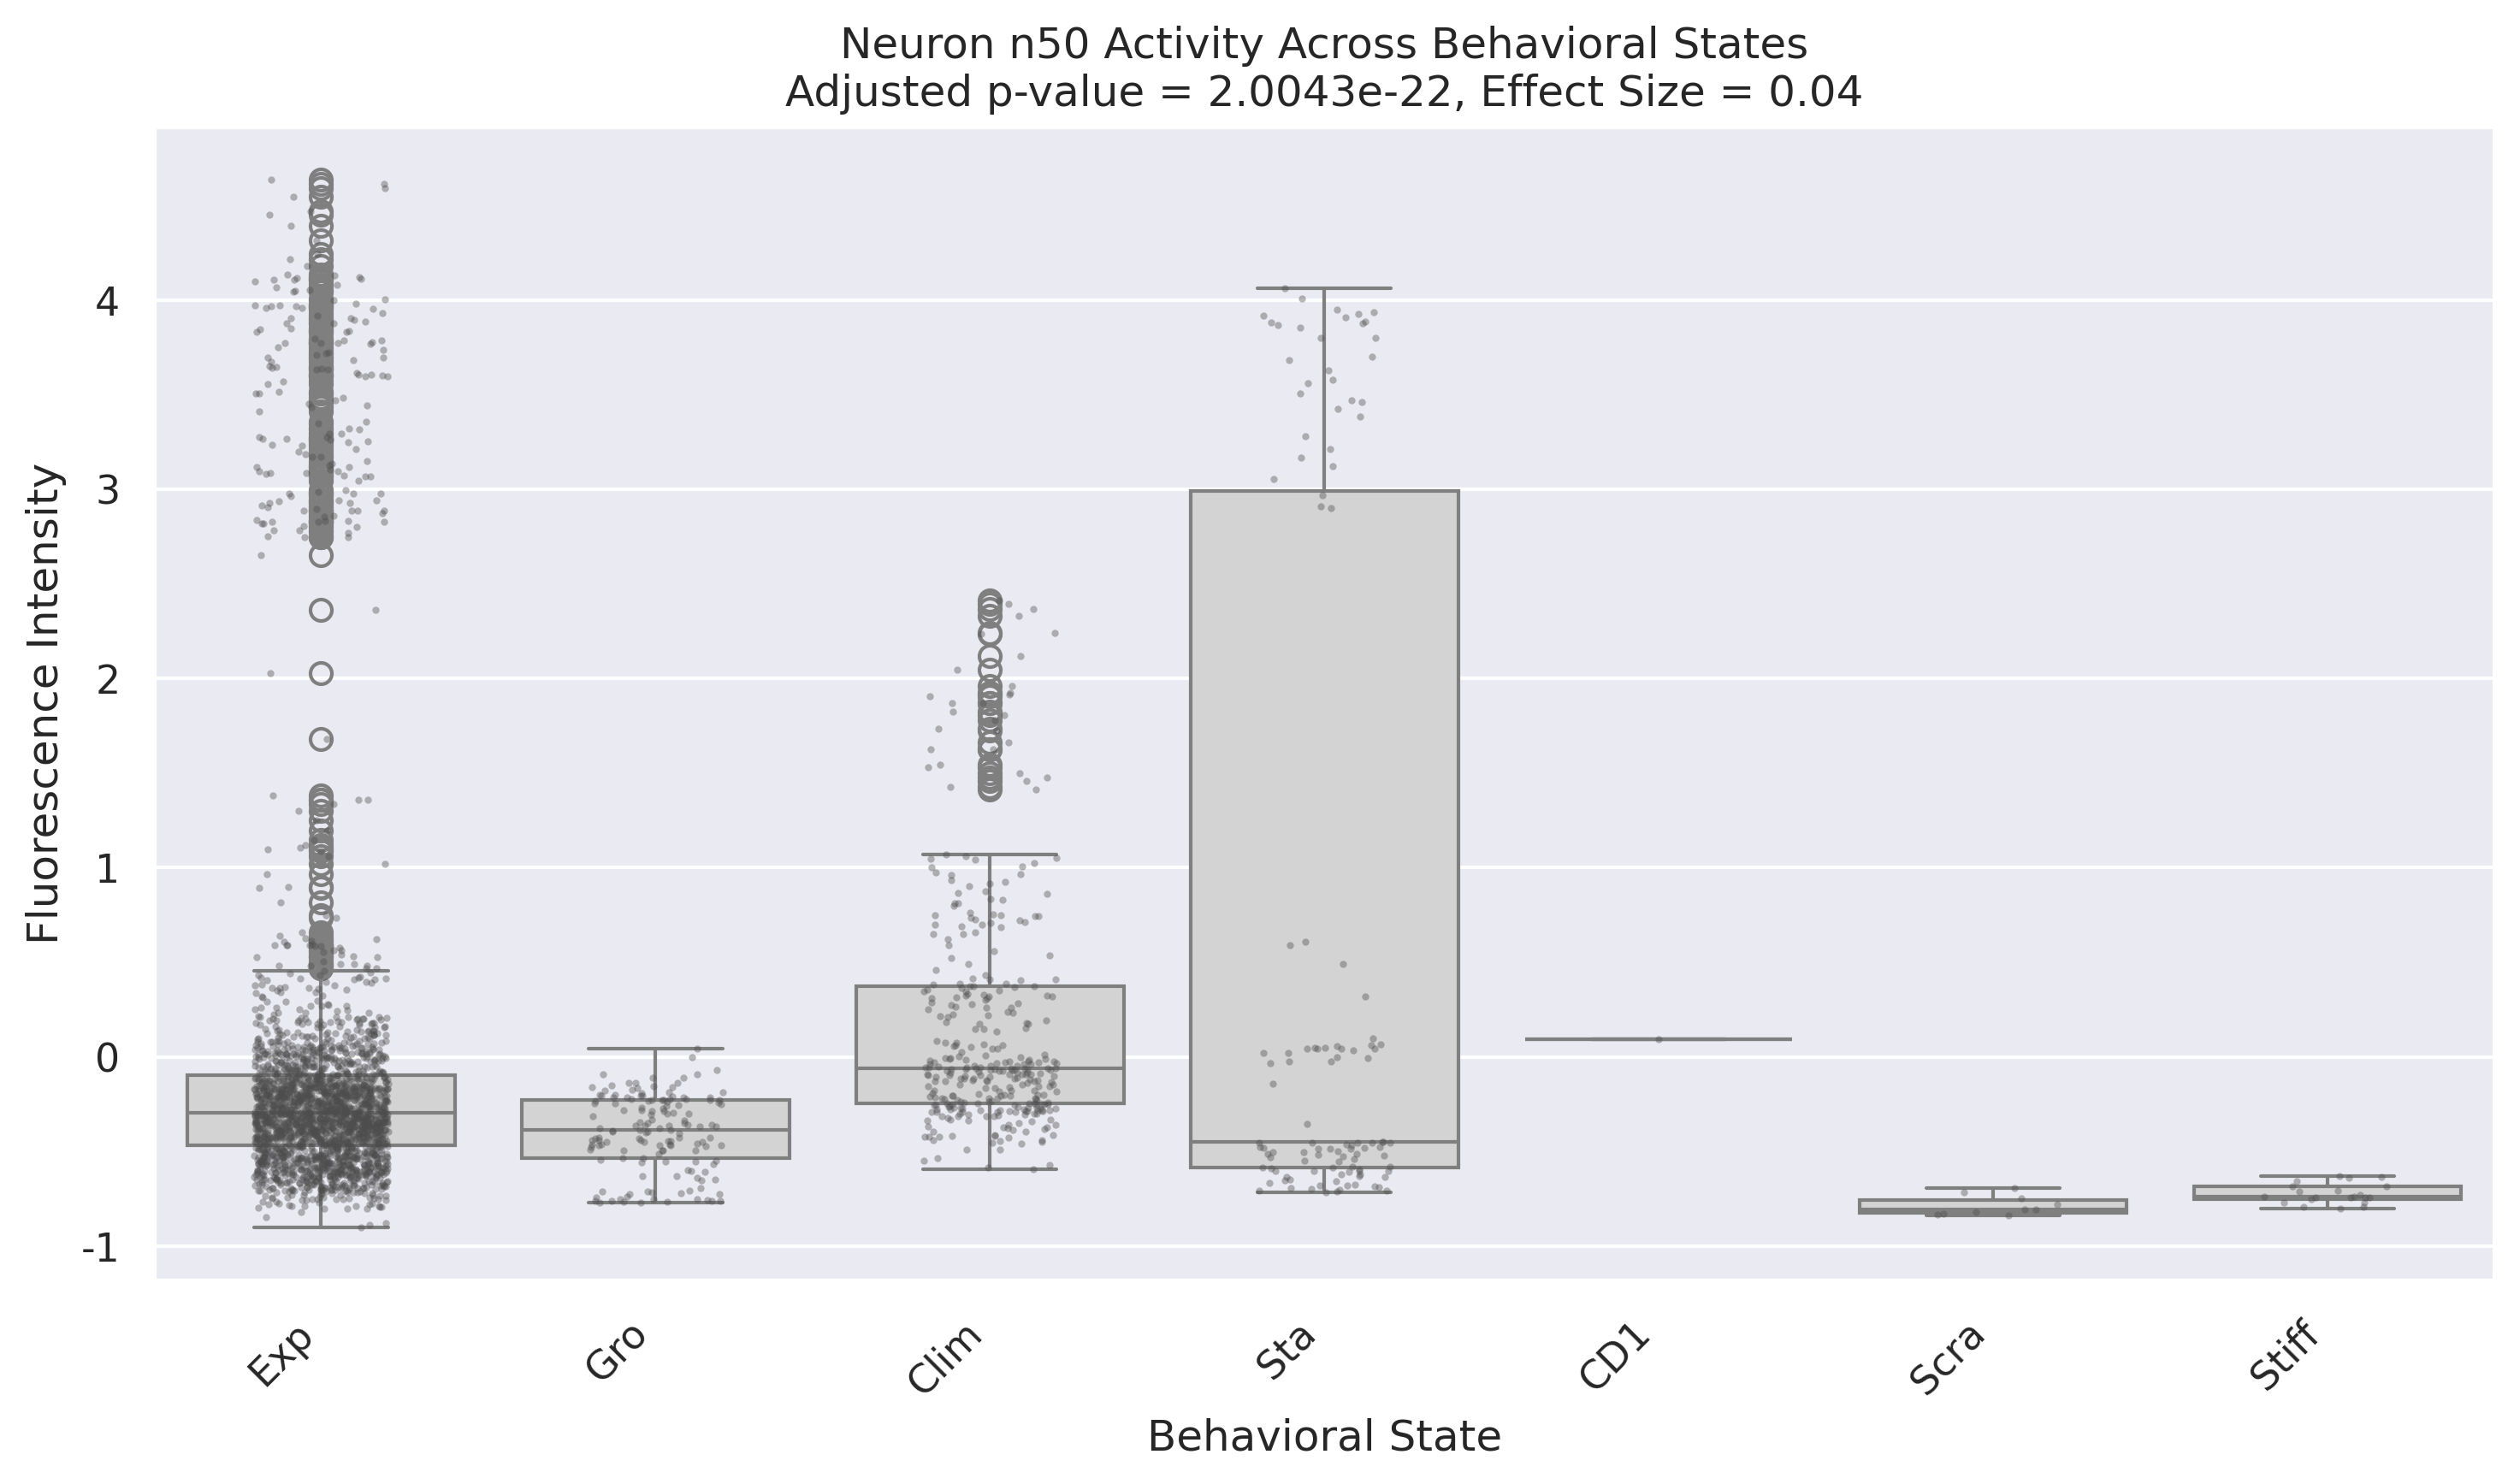 Neuron n50 Activity Across Behavioral States
Adjusted p-value = 2.0043e-22, Effect Size = 0.04
Fluorescence Intensity
4
3
2
1
0
-1
Exp
Gro
Clim
Sta
CD1
Scra
Stiff
Behavioral State